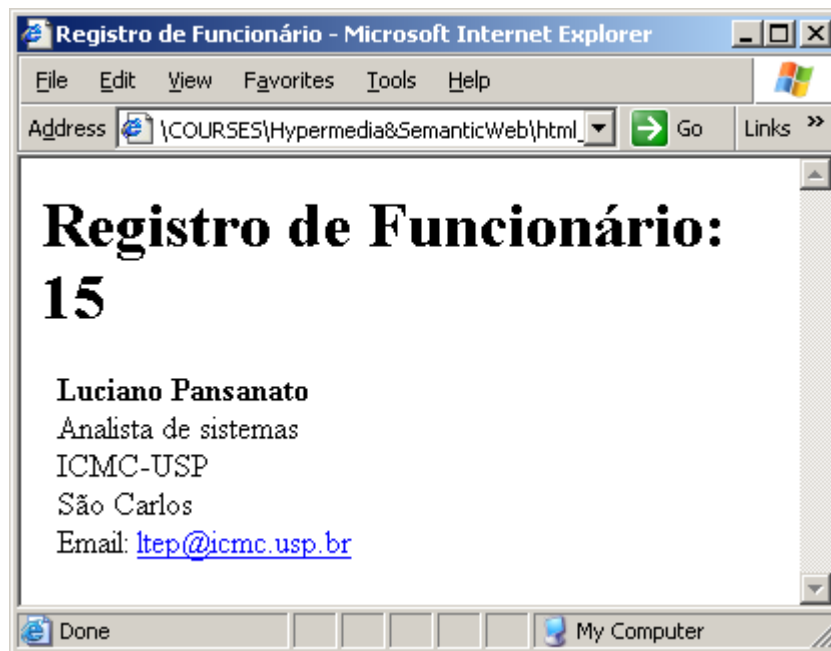 Registro de Funcionário - Microsoft Internet Explorer
File Edit View Favorites Tools Help
Address \COURSES\Hypermedia&SemanticWeb\html_ Go Links »
Registro de Funcionário:
15
Luciano Pansanato
Analista de sistemas
ICMC-USP
São Carlos
Email: ltep@icmc.usp.br
Done My Computer